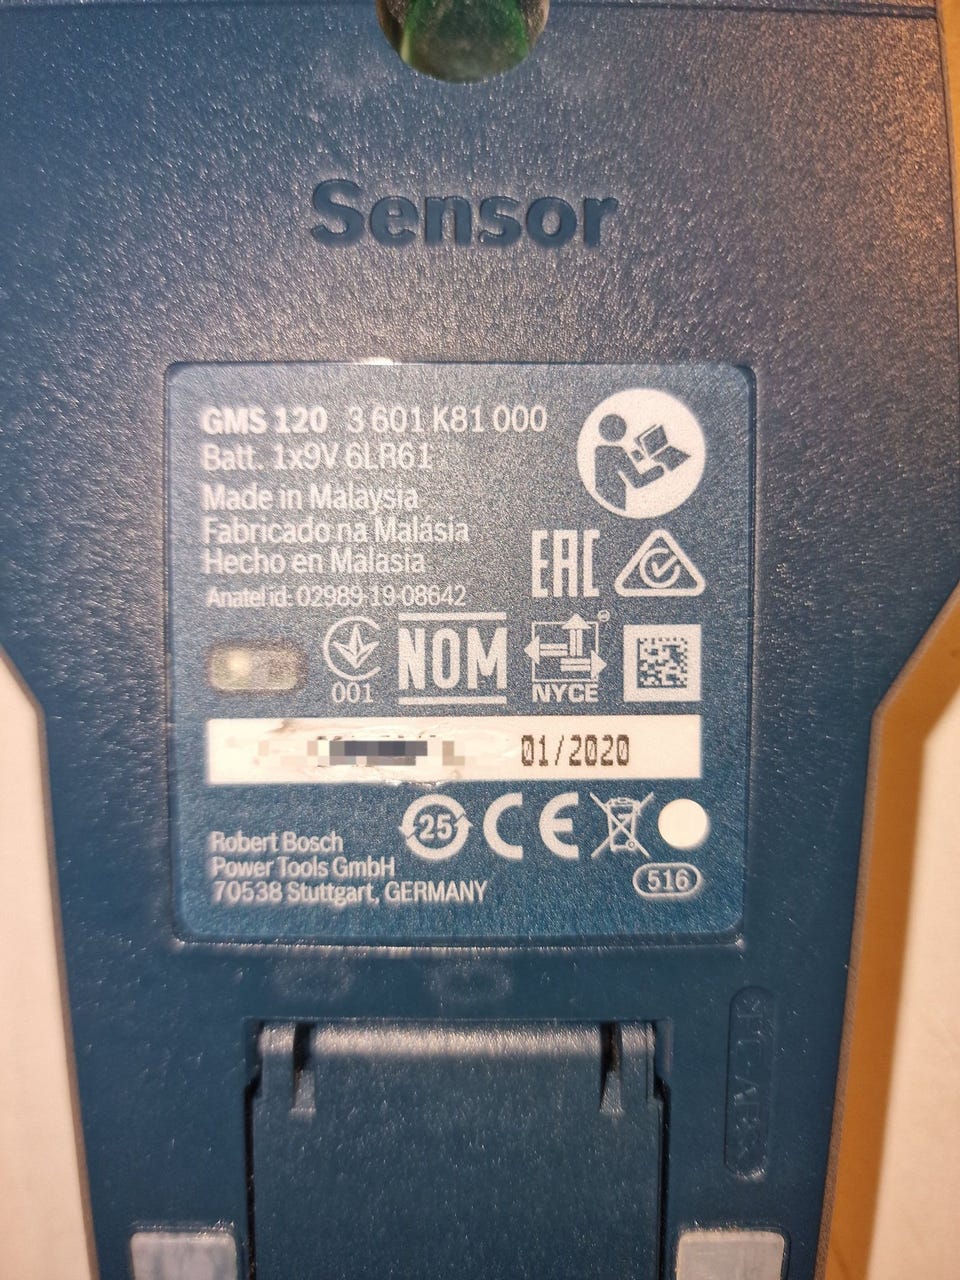 Sensor
GMS 120 3 601 K81 000
Batt. 1x9V 6LR61
Made in Malaysia
Fabricado na Malásia
Hecho en Malasia
Anatel id: 02989-19-08642
EAC
001
NOM
NYCE
01/2020
25
CE
Robert Bosch
Power Tools GmbH
70538 Stuttgart, GERMANY
516